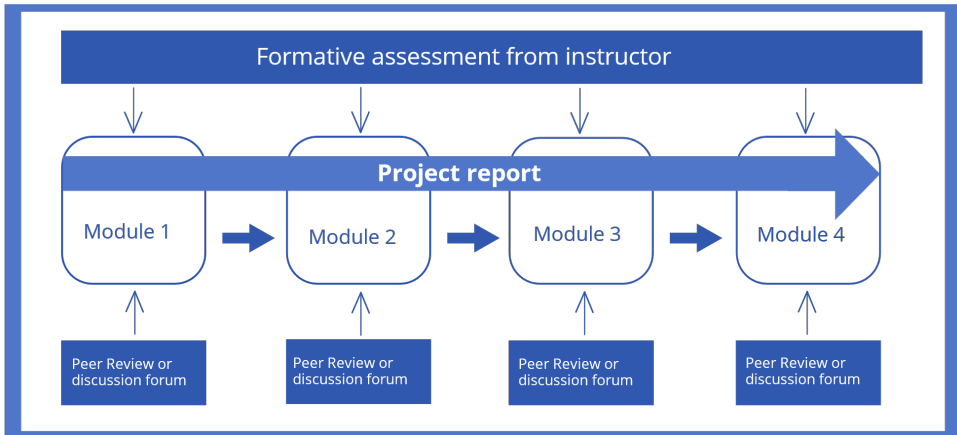 Formative assessment from instructor
Project report
Module 1
Module 2
Module 3
Module 4
Peer Review or
discussion forum
Peer Review or
discussion forum
Peer Review or
discussion forum
Peer Review or
discussion forum